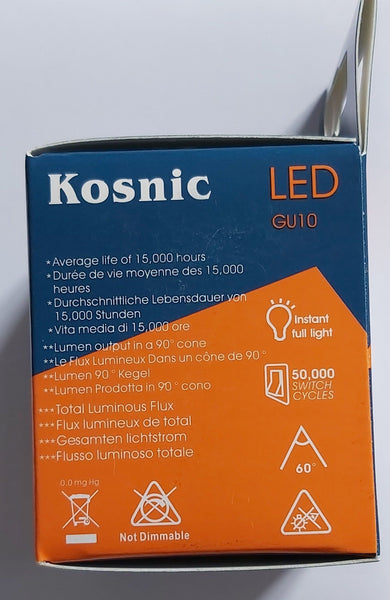 Kosnic
LED
GU10
*Average life of 15,000 hours
*Durée de vie moyenne des 15,000
heures
*Durchschnittliche Lebensdauer von
15,000 Stunden
*Vita media di 15,000 ore
**Lumen output in a 90° cone
**Le Flux Lumineux Dans un cône de 90°
**Lumen 90° Kegel
**Lumen Prodotta in 90° cono
***Total Luminous Flux
***Flux lumineux de total
***Gesamten lichtstrom
***Flusso luminoso totale
Instant
full light
50,000
SWITCH
CYCLES
60°
0.0 mg Hg
Not Dimmable